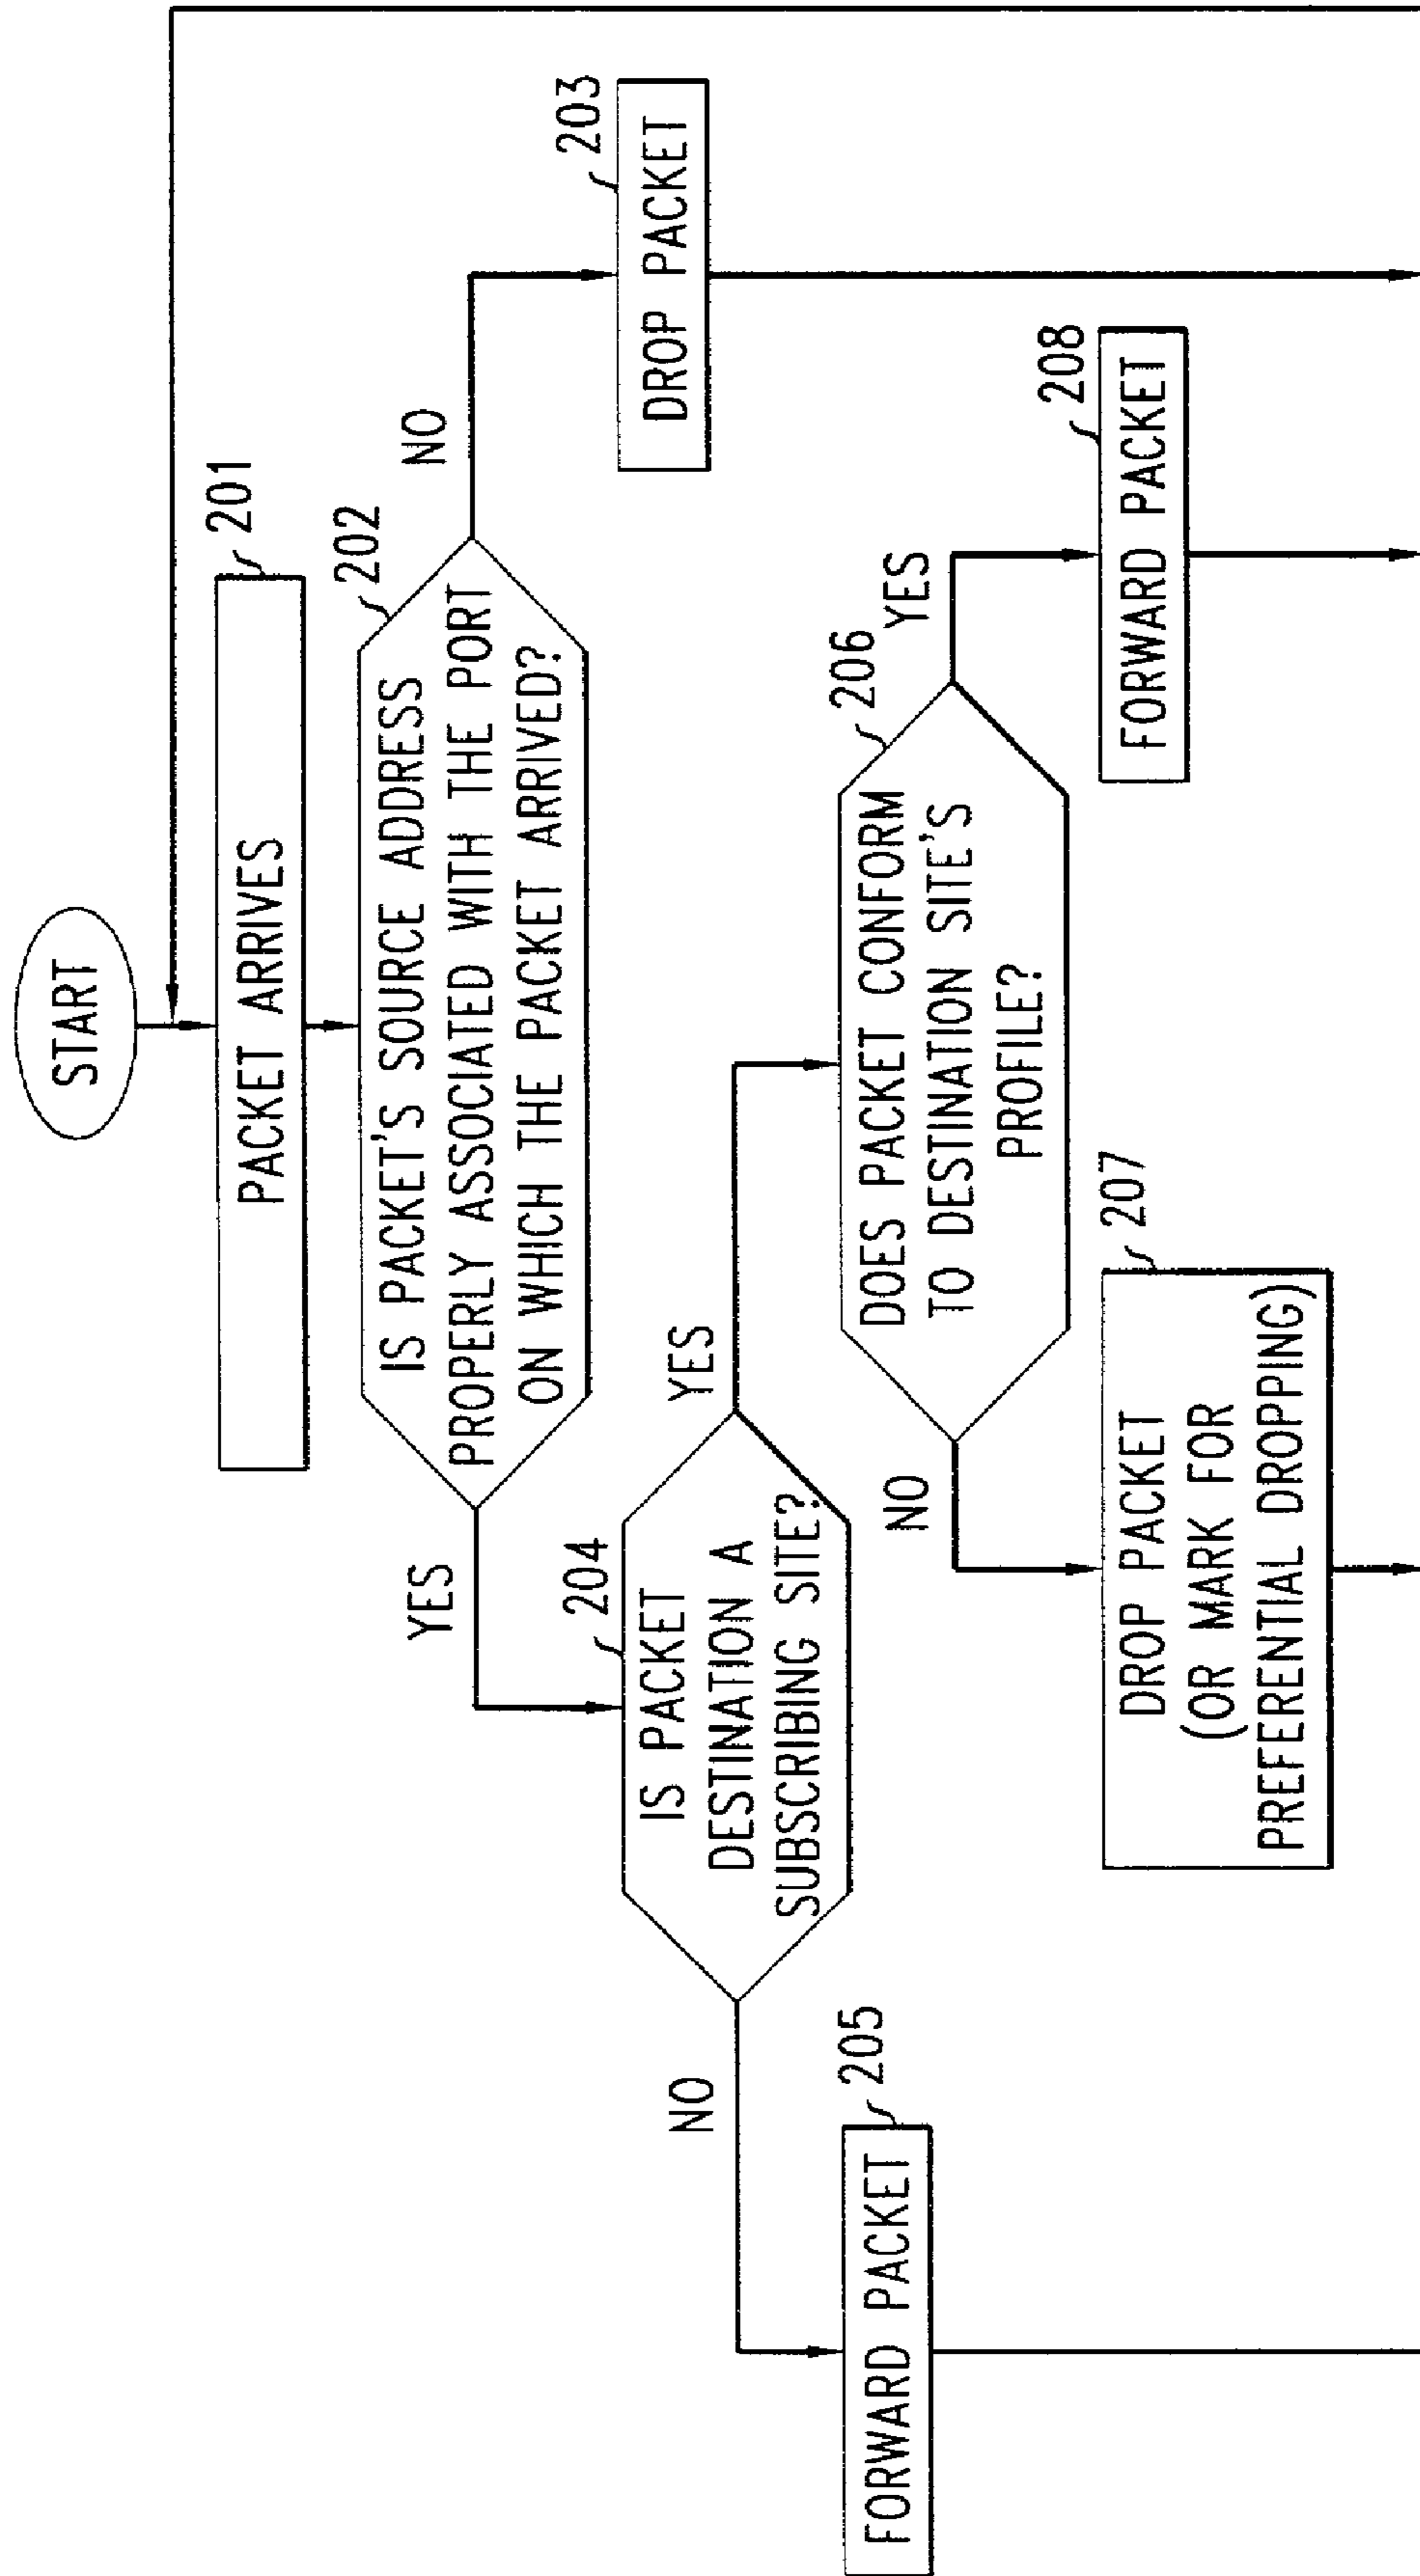 START
PACKET ARRIVES
201
IS PACKET'S SOURCE ADDRESS
PROPERLY ASSOCIATED WITH THE PORT
ON WHICH THE PACKET ARRIVED?
202
YES
NO
DROP PACKET
203
IS PACKET
DESTINATION A
SUBSCRIBING SITE?
204
NO
YES
FORWARD PACKET
205
DOES PACKET CONFORM
TO DESTINATION SITE'S
PROFILE?
206
NO
YES
DROP PACKET
(OR MARK FOR
PREFERENTIAL DROPPING)
207
FORWARD PACKET
208